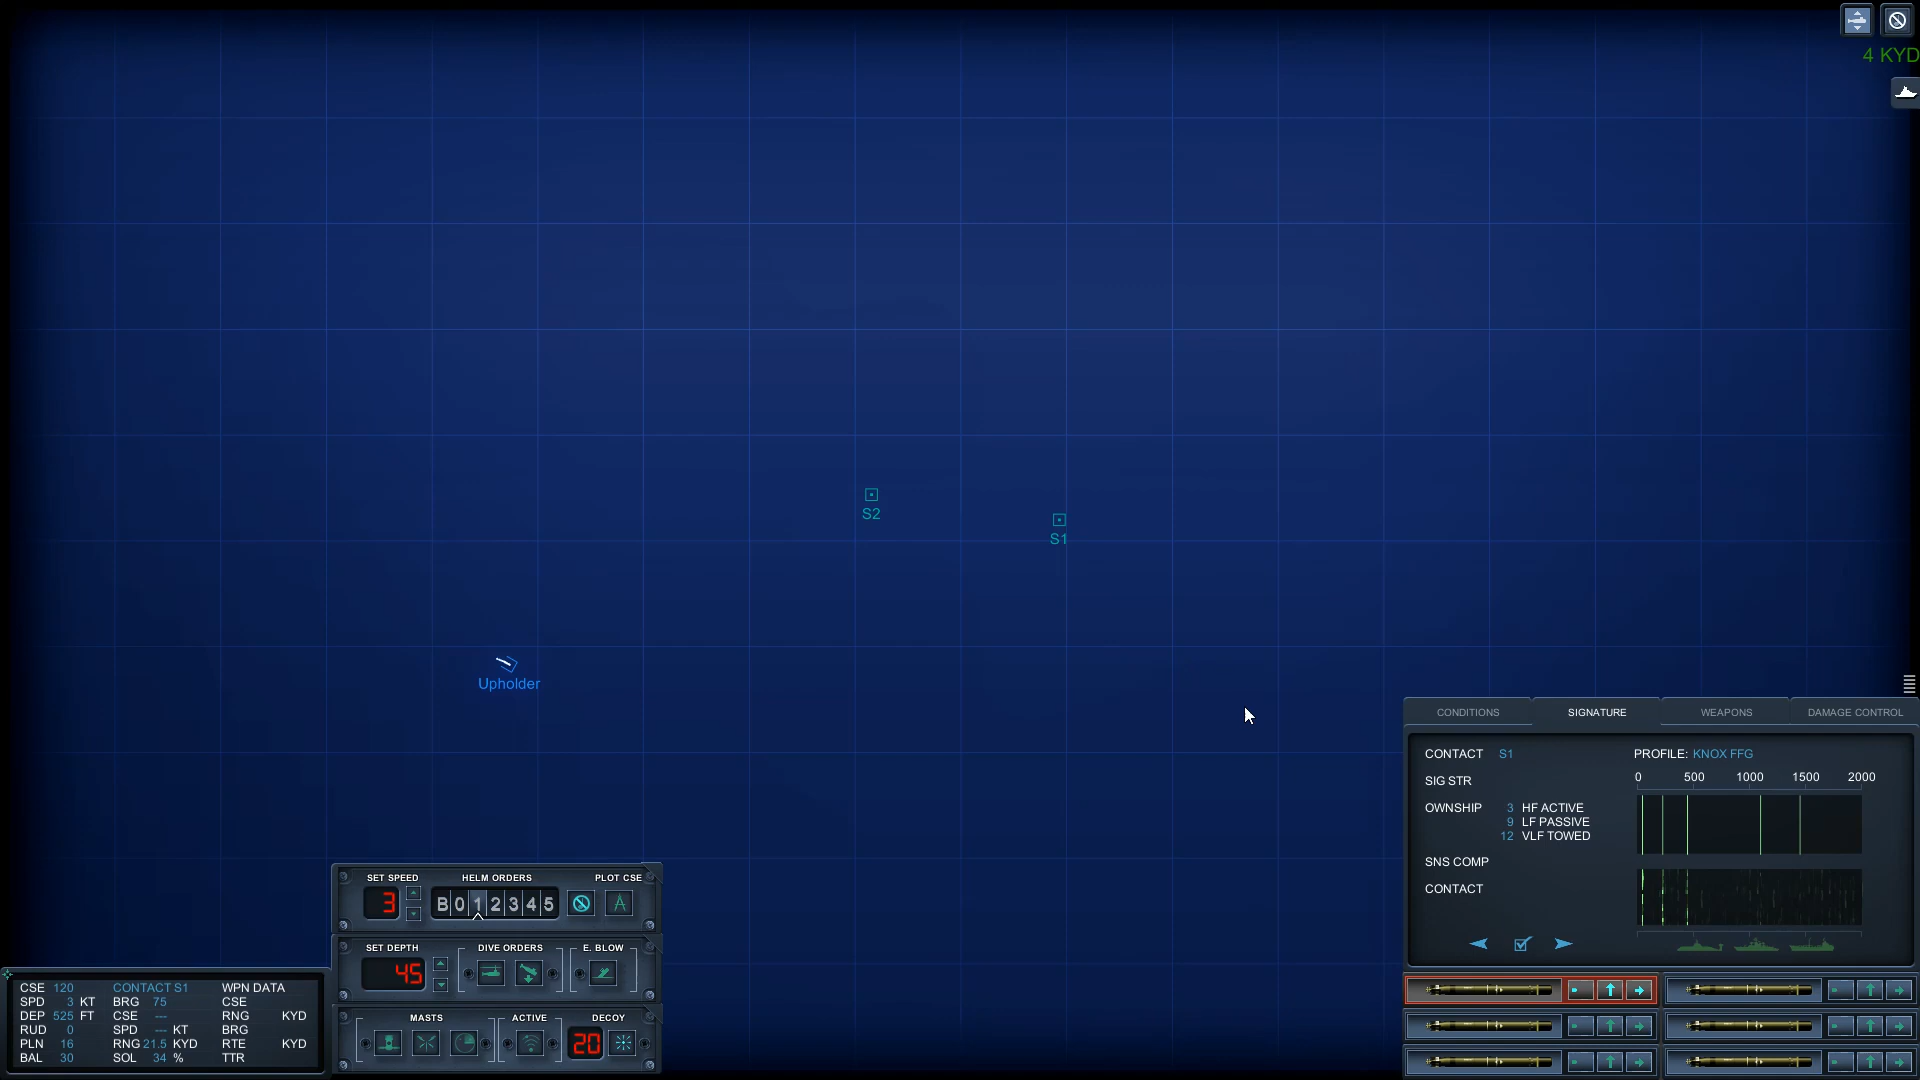 4 KYD
S2
S1
Upholder
CONDITIONS SIGNATURE WEAPONS DAMAGE CONTROL
CONTACT S1 PROFILE: KNOX FFG
0 500 1000 1500 2000
SIG STR
OWNSHIP 3 HF ACTIVE
9 LF PASSIVE
12 VLF TOWED
SNS COMP
CONTACT
SET SPEED HELM ORDERS PLOT CSE
3 B 0 1 2 3 4 5
SET DEPTH DIVE ORDERS E. BLOW
45
MASTS ACTIVE DECOY
20
CSE 120 CONTACT S1 WPN DATA
SPD 3 KT BRG 75 CSE
DEP 525 FT CSE --- RNG KYD
RUD 0 SPD --- KT BRG
PLN 16 RNG 21.5 KYD RTE KYD
BAL 30 SOL 34 % TTR